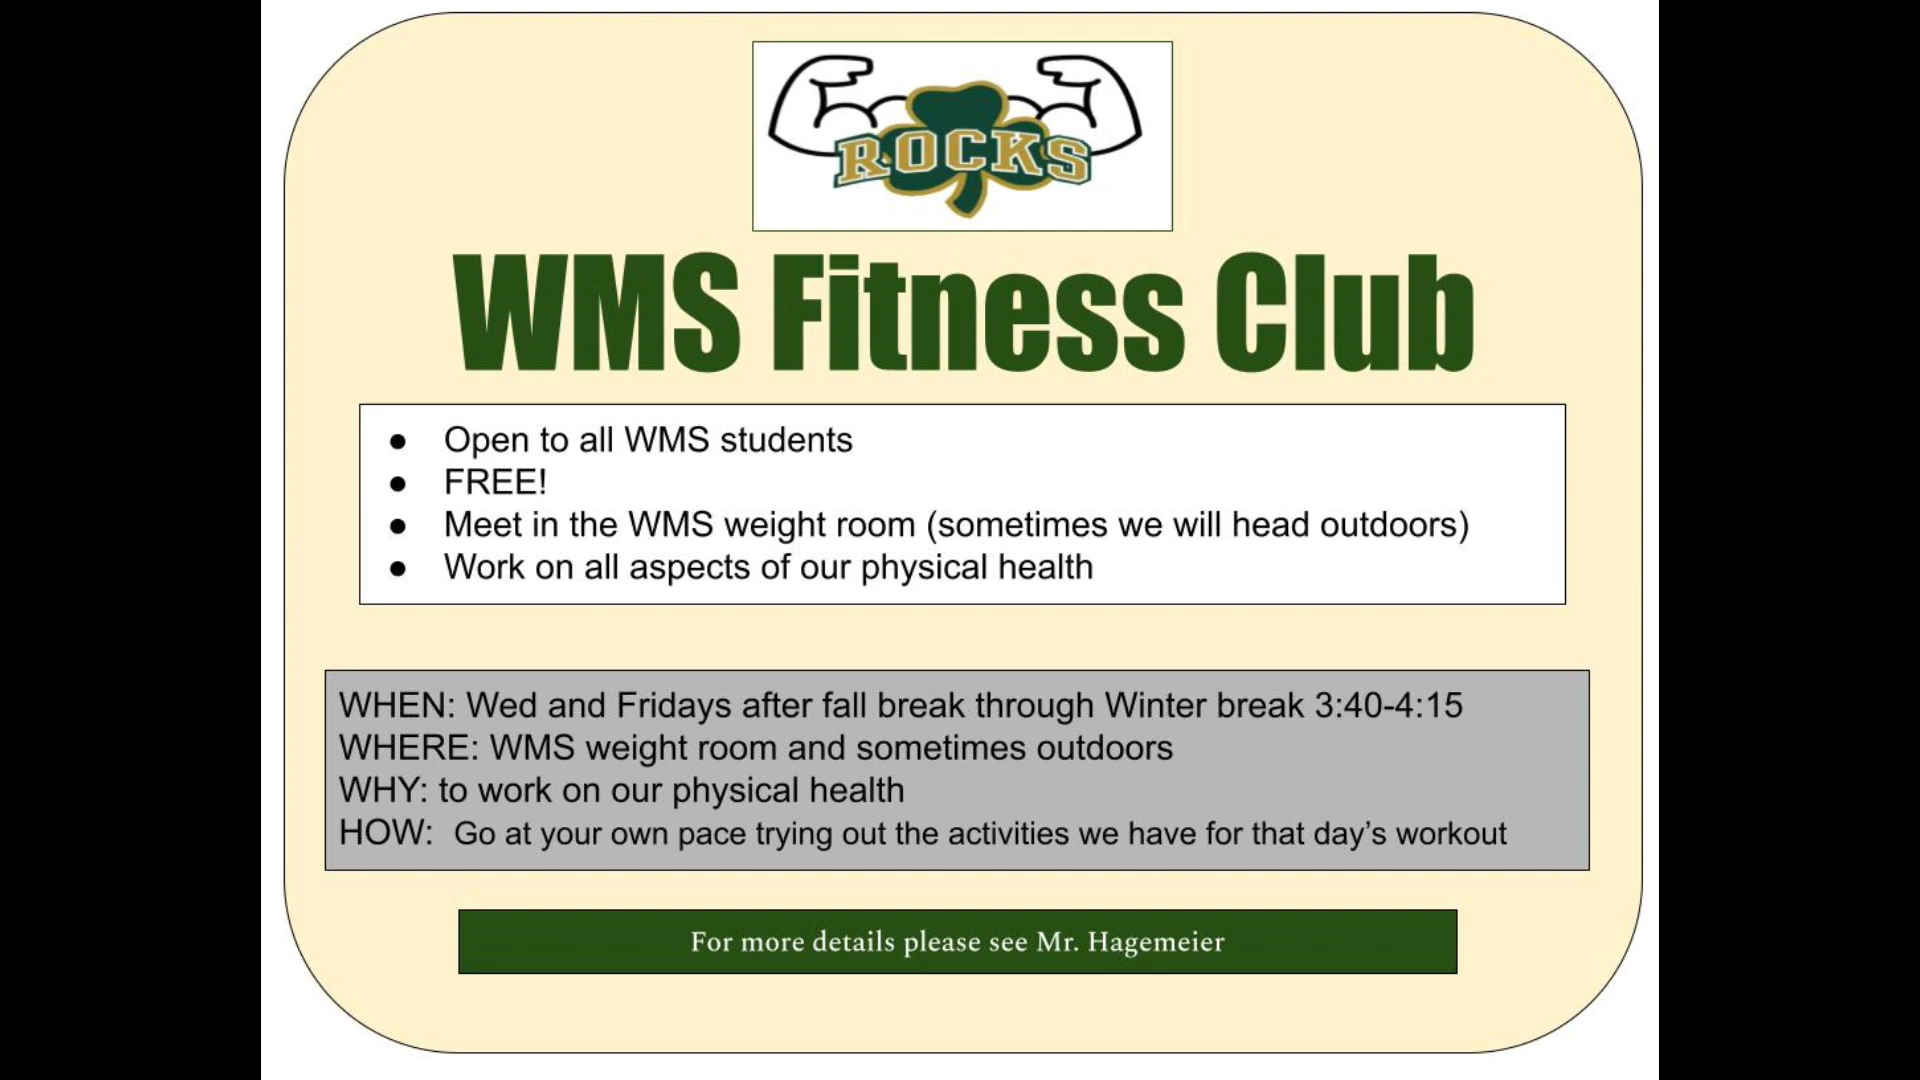 ROCKS
WMS Fitness Club
● Open to all WMS students
● FREE!
● Meet in the WMS weight room (sometimes we will head outdoors)
● Work on all aspects of our physical health
WHEN: Wed and Fridays after fall break through Winter break 3:40-4:15
WHERE: WMS weight room and sometimes outdoors
WHY: to work on our physical health
HOW: Go at your own pace trying out the activities we have for that day’s workout
For more details please see Mr. Hagemeier